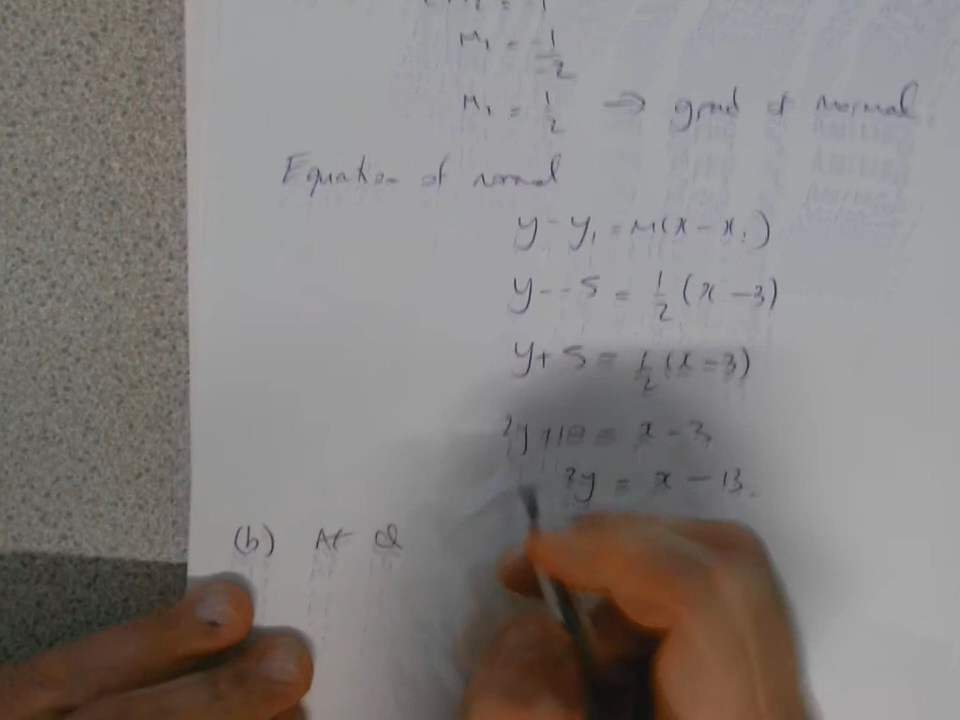 M₁ = -1/-2
M₁ = 1/2 → grad of normal.
Equation of normal
y - y₁ = M(x - x₁)
y - -5 = 1/2 (x - 3)
y + 5 = 1/2 (x - 3)
2y + 10 = x - 3
2y = x - 13.
(b) At Q